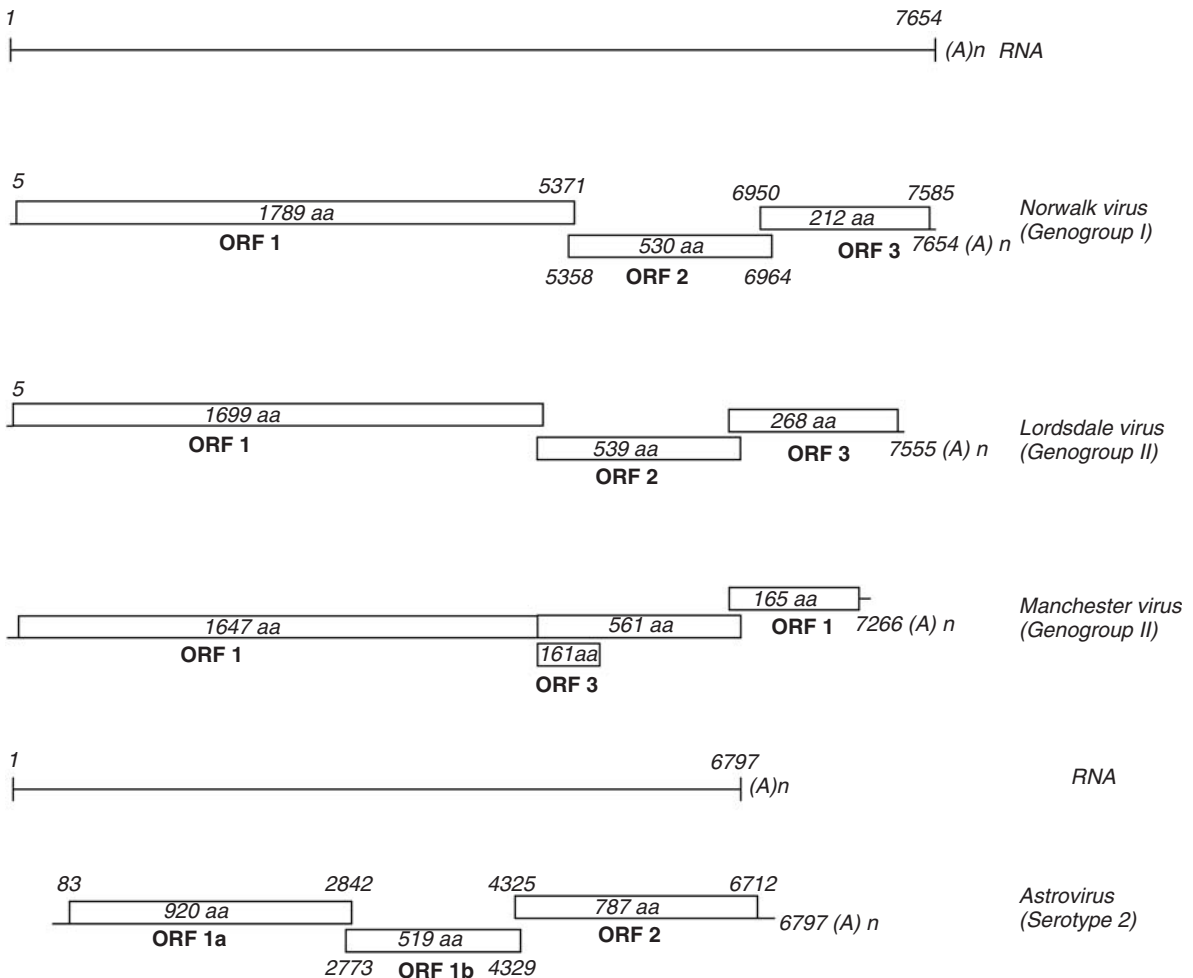 1 7654
(A)n RNA
5 5371 6950 7585
1789 aa 212 aa Norwalk virus
ORF 1 530 aa ORF 3 7654 (A) n (Genogroup I)
5358 ORF 2 6964
5
1699 aa 268 aa Lordsdale virus
ORF 1 539 aa ORF 3 7555 (A) n (Genogroup II)
ORF 2
165 aa Manchester virus
1647 aa 561 aa ORF 1 7266 (A) n (Genogroup II)
ORF 1 161aa
ORF 3
1 6797 RNA
(A)n
83 2842 4325 6712 Astrovirus
920 aa 787 aa 6797 (A) n (Serotype 2)
ORF 1a 519 aa ORF 2
2773 ORF 1b 4329